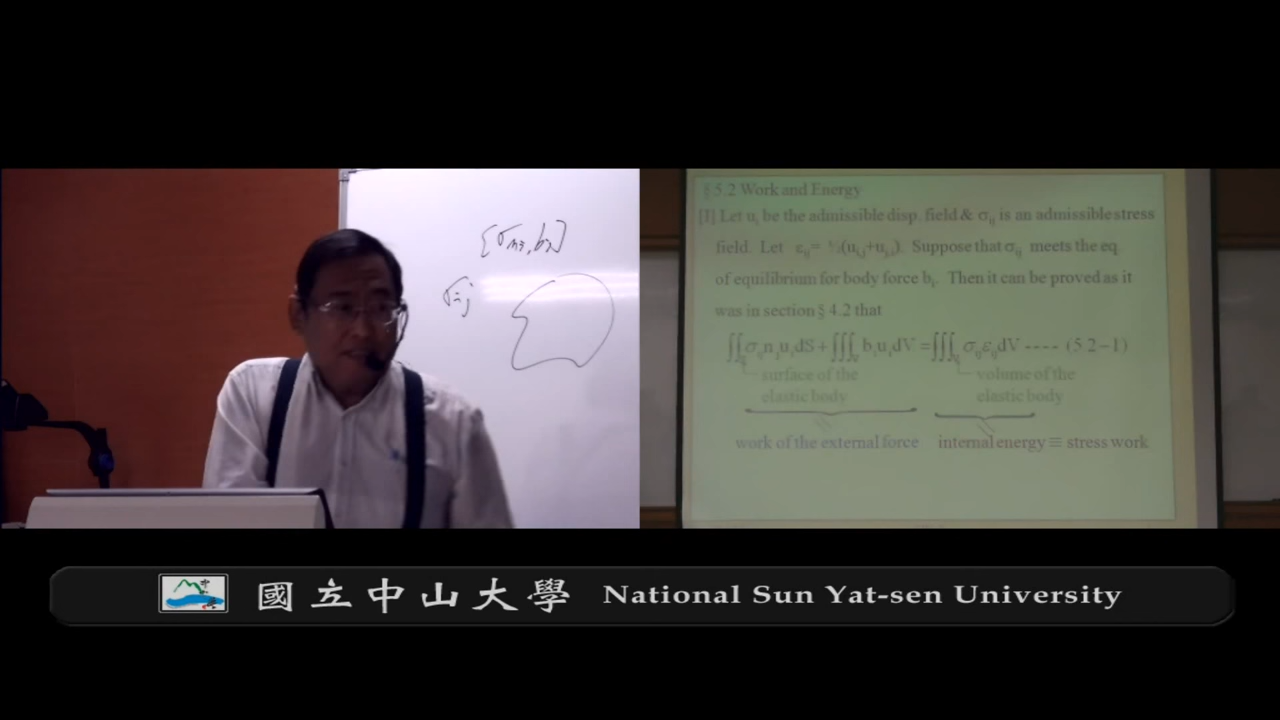 σij
§5.2 Work and Energy
[I] Let ui be the admissible disp. field & σij is an admissible stress
field. Let εij = ½(ui,j+uj,i). Suppose that σij meets the eq.
of equilibrium for body force bi. Then it can be proved as it
was in section § 4.2 that
∬σijnjuidS+∭biuidV=∭σijεijdV ---- (5.2-1)
surface of the elastic body
volume of the elastic body
work of the external force internal energy ≡ stress work
國立中山大學 National Sun Yat-sen University